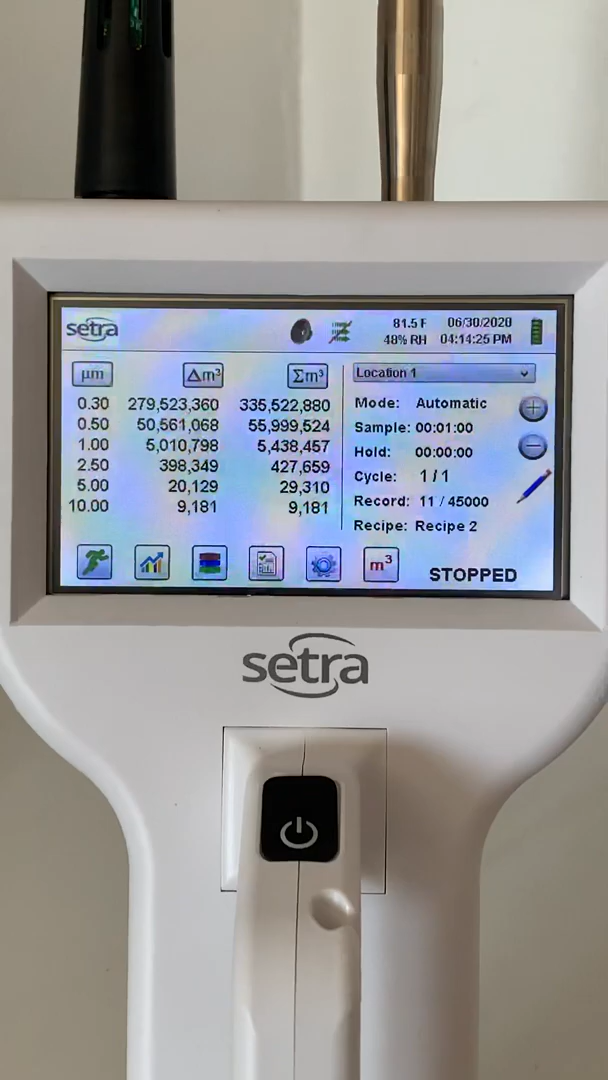 setra
81.5 F 06/30/2020
48% RH 04:14:25 PM
µm Δm³ Σm³
0.30 279,523,360 335,522,880
0.50 50,561,068 55,999,524
1.00 5,010,798 5,438,457
2.50 398,349 427,659
5.00 20,129 29,310
10.00 9,181 9,181
Location 1
Mode: Automatic
Sample: 00:01:00
Hold: 00:00:00
Cycle: 1 / 1
Record: 11 / 45000
Recipe: Recipe 2
m³
STOPPED
setra